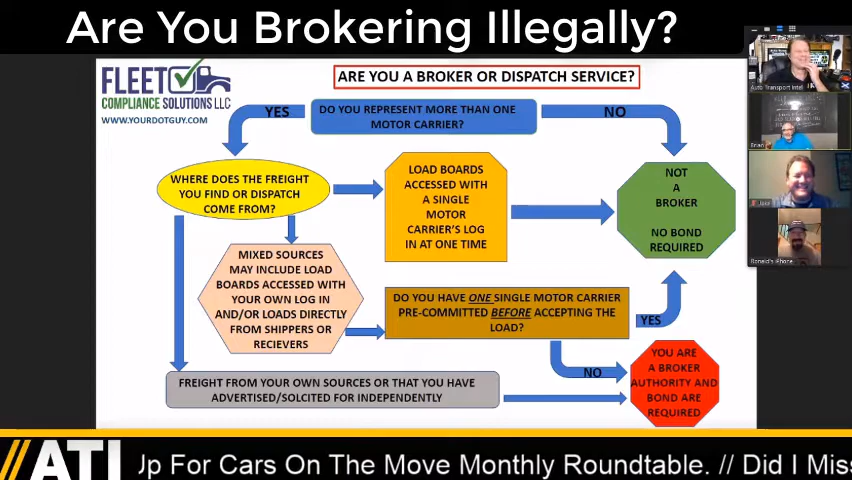 Are You Brokering Illegally?
FLEET
COMPLIANCE SOLUTIONS LLC
WWW.YOURDOTGUY.COM
ARE YOU A BROKER OR DISPATCH SERVICE?
YES
DO YOU REPRESENT MORE THAN ONE
MOTOR CARRIER?
NO
WHERE DOES THE FREIGHT
YOU FIND OR DISPATCH
COME FROM?
LOAD BOARDS
ACCESSED WITH
A SINGLE
MOTOR
CARRIER'S LOG
IN AT ONE TIME
NOT
A
BROKER
NO BOND
REQUIRED
MIXED SOURCES
MAY INCLUDE LOAD
BOARDS ACCESSED WITH
YOUR OWN LOG IN
AND/OR LOADS DIRECTLY
FROM SHIPPERS OR
RECIEVERS
DO YOU HAVE ONE SINGLE MOTOR CARRIER
PRE-COMMITTED BEFORE ACCEPTING THE
LOAD?
YES
NO
YOU ARE
A BROKER
AUTHORITY AND
BOND ARE
REQUIRED
FREIGHT FROM YOUR OWN SOURCES OR THAT YOU HAVE
ADVERTISED/SOLCITED FOR INDEPENDENTLY
Auto Transport Intel
Brian
Ronald's iPhone
ATI
Up For Cars On The Move Monthly Roundtable. // Did I Miss